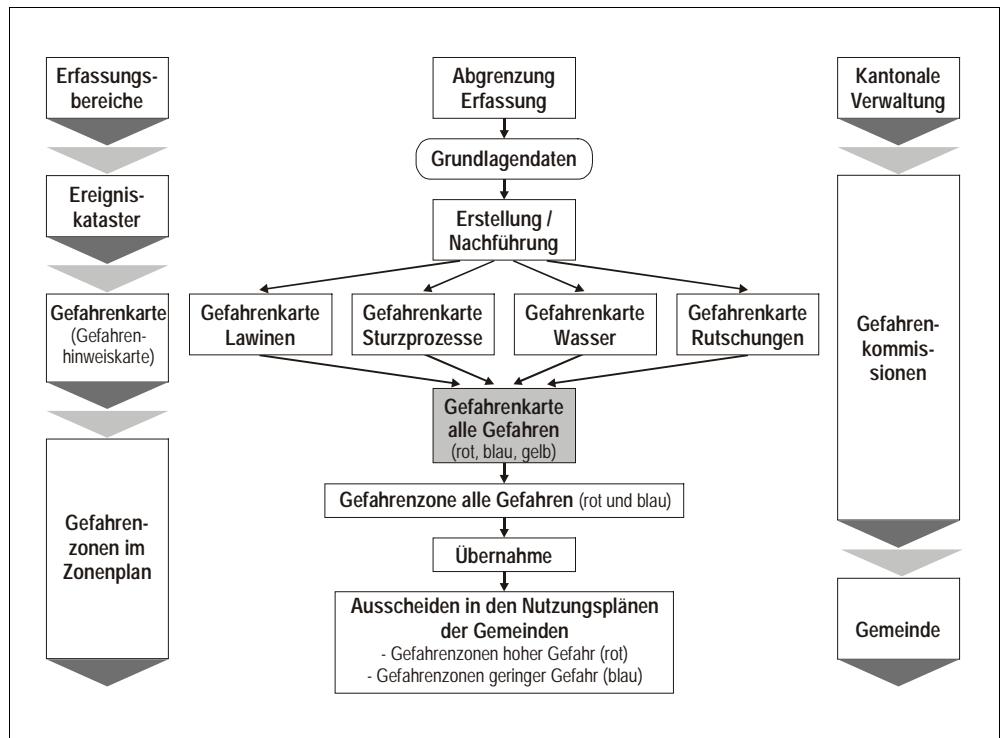 Erfassungs-
bereiche
Ereignis-
kataster
Gefahrenkarte
(Gefahren-
hinweiskarte)
Gefahren-
zonen im
Zonenplan
Abgrenzung
Erfassung
Grundlagendaten
Erstellung /
Nachführung
Gefahrenkarte
Lawinen
Gefahrenkarte
Sturzprozesse
Gefahrenkarte
Wasser
Gefahrenkarte
Rutschungen
Gefahrenkarte
alle Gefahren
(rot, blau, gelb)
Gefahrenzone alle Gefahren (rot und blau)
Übernahme
Ausscheiden in den Nutzungsplänen
der Gemeinden
- Gefahrenzonen hoher Gefahr (rot)
- Gefahrenzonen geringer Gefahr (blau)
Kantonale
Verwaltung
Gefahren-
kommis-
sionen
Gemeinde